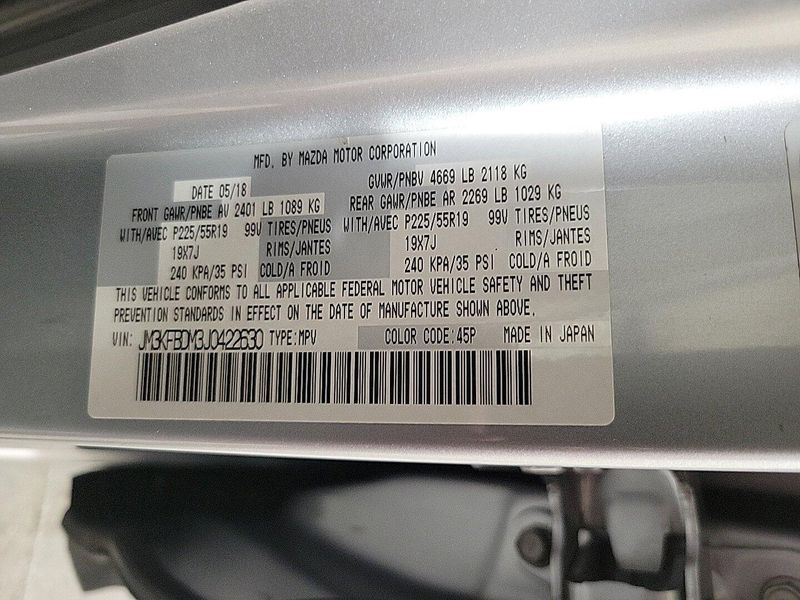 MFD. BY MAZDA MOTOR CORPORATION
DATE 05/18 GVWR/PNBV 4669 LB 2118 KG
FRONT GAWR/PNBE AV 2401 LB 1089 KG REAR GAWR/PNBE AR 2269 LB 1029 KG
WITH/AVEC P225/55R19 99V TIRES/PNEUS WITH/AVEC P225/55R19 99V TIRES/PNEUS
19X7J RIMS/JANTES 19X7J RIMS/JANTES
240 KPA/35 PSI COLD/A FROID 240 KPA/35 PSI COLD/A FROID
THIS VEHICLE CONFORMS TO ALL APPLICABLE FEDERAL MOTOR VEHICLE SAFETY AND THEFT
PREVENTION STANDARDS IN EFFECT ON THE DATE OF MANUFACTURE SHOWN ABOVE.
VIN: JM3KFBDM3J0422630 TYPE:MPV COLOR CODE:45P MADE IN JAPAN